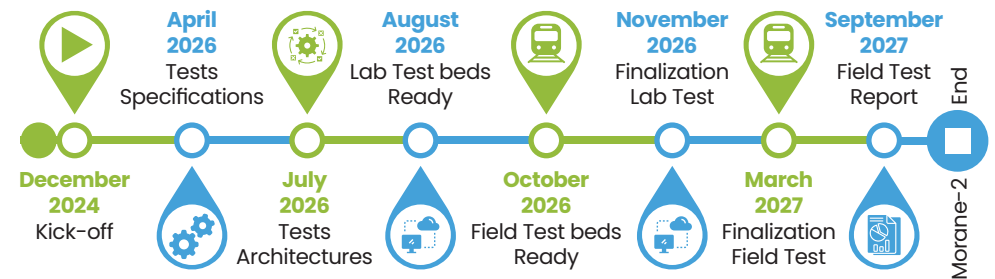 December
2024
Kick-off
April
2026
Tests
Specifications
July
2026
Tests
Architectures
August
2026
Lab Test beds
Ready
October
2026
Field Test beds
Ready
November
2026
Finalization
Lab Test
March
2027
Finalization
Field Test
September
2027
Field Test
Report
Morane-2
End